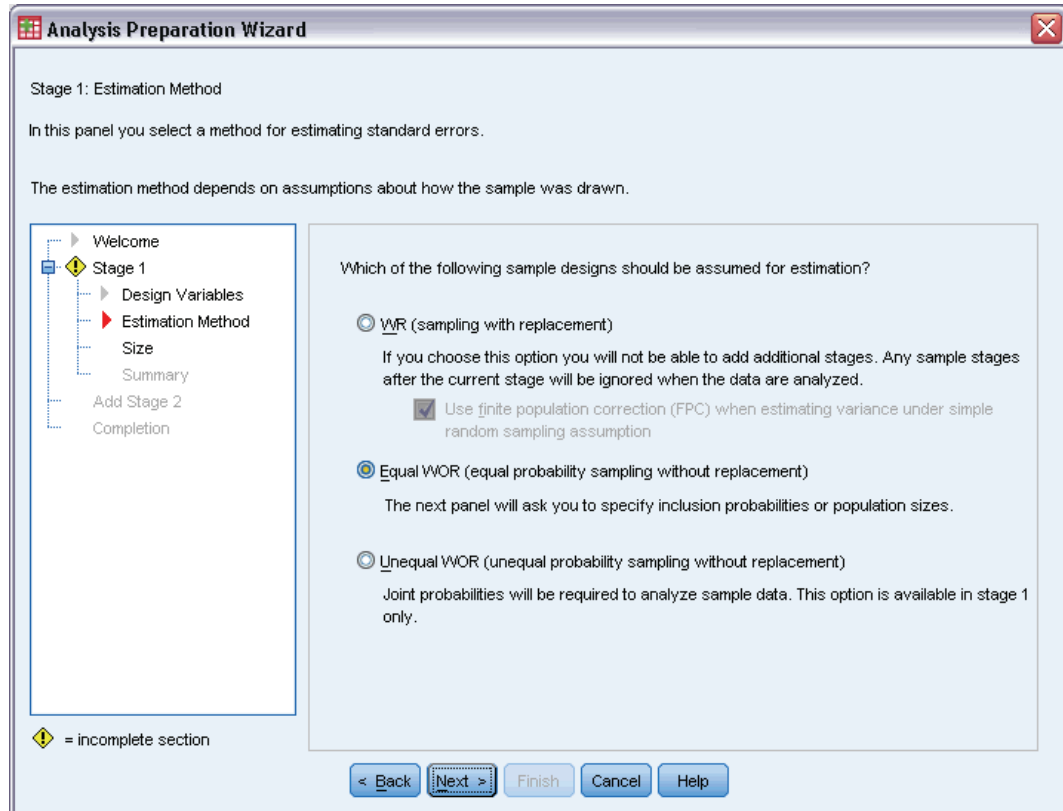 Analysis Preparation Wizard
Stage 1: Estimation Method
In this panel you select a method for estimating standard errors.
The estimation method depends on assumptions about how the sample was drawn.
Welcome
Stage 1
Design Variables
Estimation Method
Size
Summary
Add Stage 2
Completion
= incomplete section
Which of the following sample designs should be assumed for estimation?
WR (sampling with replacement)
If you choose this option you will not be able to add additional stages. Any sample stages
after the current stage will be ignored when the data are analyzed.
Use finite population correction (FPC) when estimating variance under simple
random sampling assumption
Equal WOR (equal probability sampling without replacement)
The next panel will ask you to specify inclusion probabilities or population sizes.
Unequal WOR (unequal probability sampling without replacement)
Joint probabilities will be required to analyze sample data. This option is available in stage 1
only.
< Back Next > Finish Cancel Help